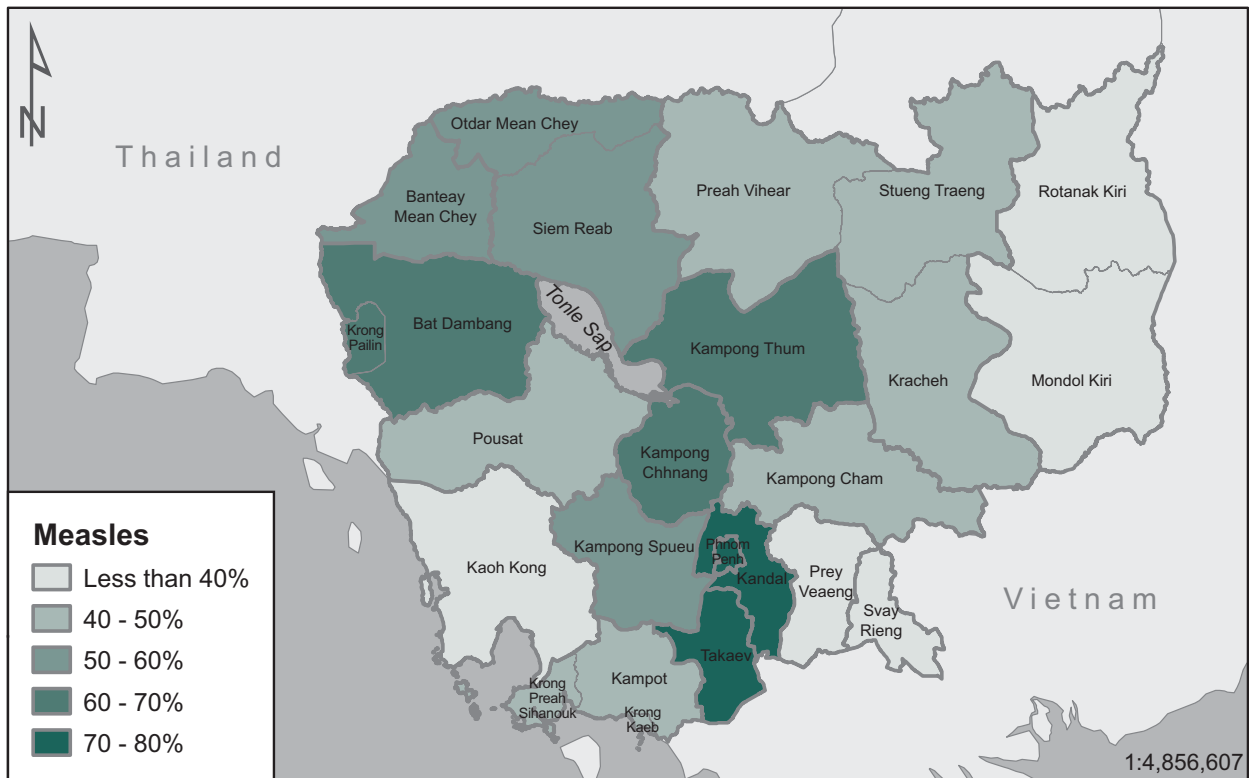 N
Thailand
Otdar Mean Chey
Banteay
Mean Chey
Siem Reab
Preah Vihear
Stueng Traeng
Rotanak Kiri
Krong
Pailin
Bat Dambang
Tonle Sap
Kampong Thum
Kracheh
Mondol Kiri
Pousat
Kampong
Chhnang
Kampong Cham
Kaoh Kong
Kampong Spueu
Phnom
Penh
Kandal
Prey
Veaeng
Svay
Rieng
Vietnam
Takaev
Kampot
Krong
Preah
Sihanouk
Krong
Kaeb
Measles
Less than 40%
40 - 50%
50 - 60%
60 - 70%
70 - 80%
1:4,856,607